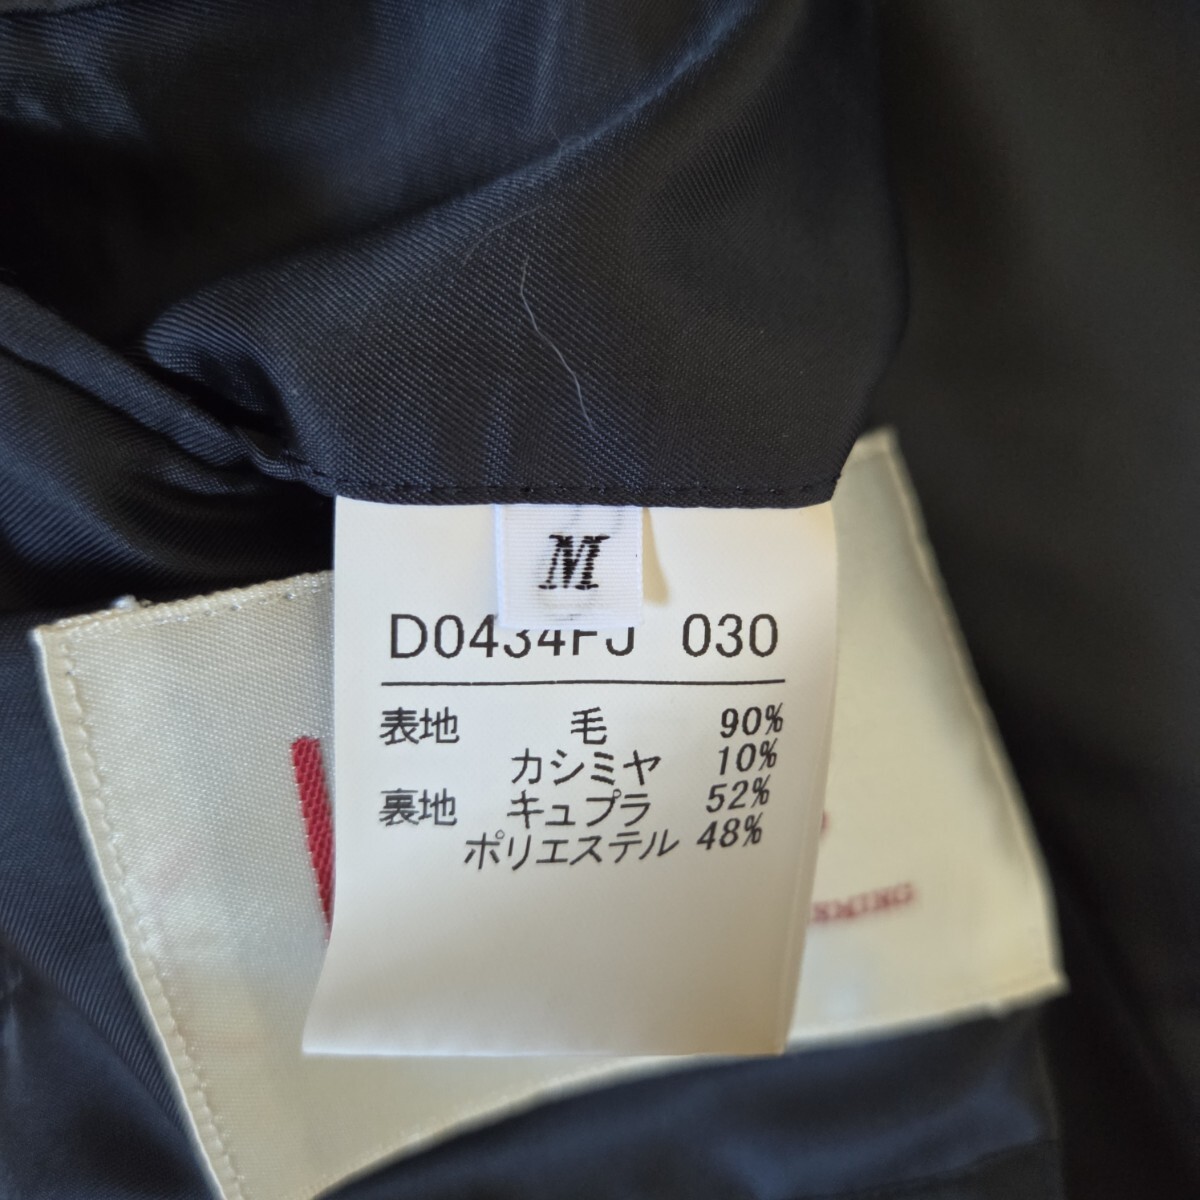 M
D0434FJ 030
表地 毛 90%
カシミヤ 10%
裏地 キュプラ 52%
ポリエステル 48%